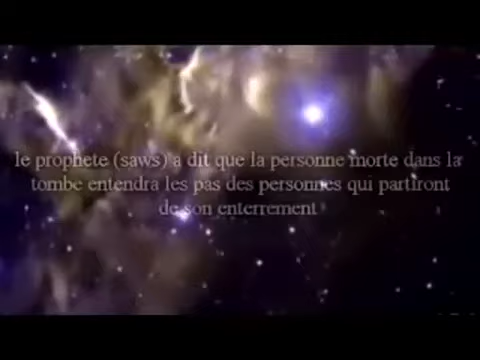 le prophete (saws) a dit que la personne morte dans la
tombe entendra les pas des personnes qui partiront
de son enterrement